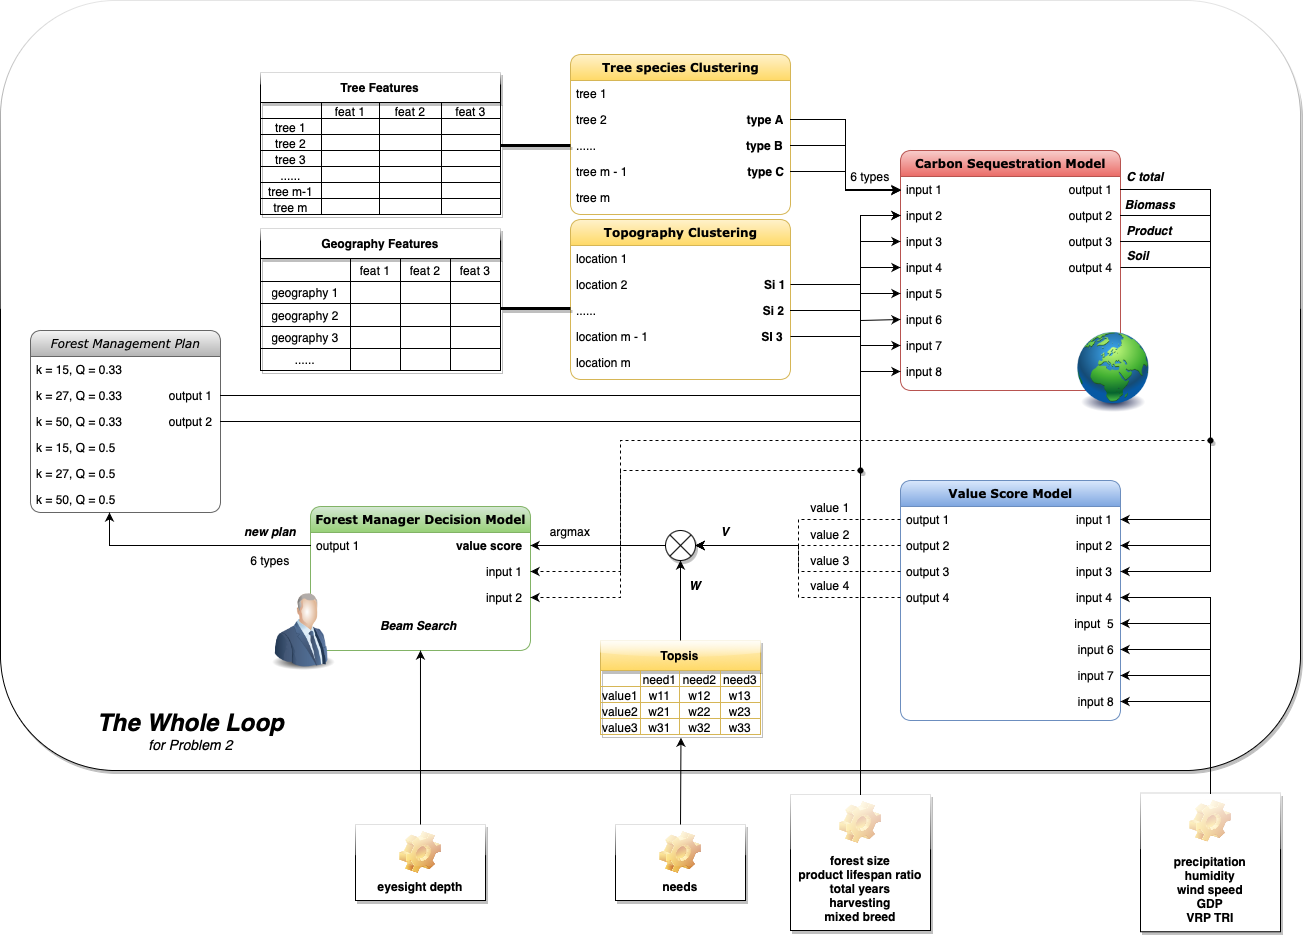 Tree Features
feat 1 feat 2 feat 3
tree 1
tree 2
tree 3
......
tree m-1
tree m
Geography Features
feat 1 feat 2 feat 3
geography 1
geography 2
geography 3
......
Tree species Clustering
tree 1
tree 2 type A
...... type B
tree m - 1 type C
tree m
Topography Clustering
location 1
location 2 Si 1
...... Si 2
location m - 1 SI 3
location m
6 types
Carbon Sequestration Model
input 1 output 1
input 2 output 2
input 3 output 3
input 4 output 4
input 5
input 6
input 7
input 8
C total
Biomass
Product
Soil
Forest Management Plan
k = 15, Q = 0.33
k = 27, Q = 0.33 output 1
k = 50, Q = 0.33 output 2
k = 15, Q = 0.5
k = 27, Q = 0.5
k = 50, Q = 0.5
new plan
6 types
Forest Manager Decision Model
output 1 value score
input 1
input 2
Beam Search
argmax
V
W
value 1
value 2
value 3
value 4
Value Score Model
output 1 input 1
output 2 input 2
output 3 input 3
output 4 input 4
input 5
input 6
input 7
input 8
Topsis
need1 need2 need3
value1 w11 w12 w13
value2 w21 w22 w23
value3 w31 w32 w33
The Whole Loop
for Problem 2
eyesight depth
needs
forest size
product lifespan ratio
total years
harvesting
mixed breed
precipitation
humidity
wind speed
GDP
VRP TRI